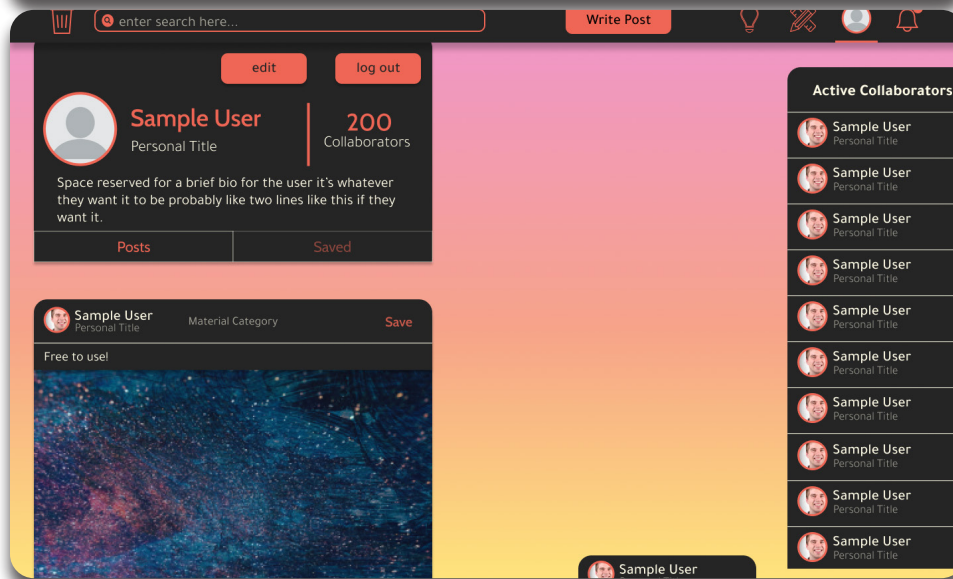 enter search here...
Write Post
edit
log out
Sample User
Personal Title
200
Collaborators
Space reserved for a brief bio for the user it’s whatever
they want it to be probably like two lines like this if they
want it.
Posts
Saved
Sample User
Personal Title
Material Category
Save
Free to use!
Active Collaborators
Sample User
Personal Title
Sample User
Personal Title
Sample User
Personal Title
Sample User
Personal Title
Sample User
Personal Title
Sample User
Personal Title
Sample User
Personal Title
Sample User
Personal Title
Sample User
Personal Title
Sample User
Personal Title
Sample User